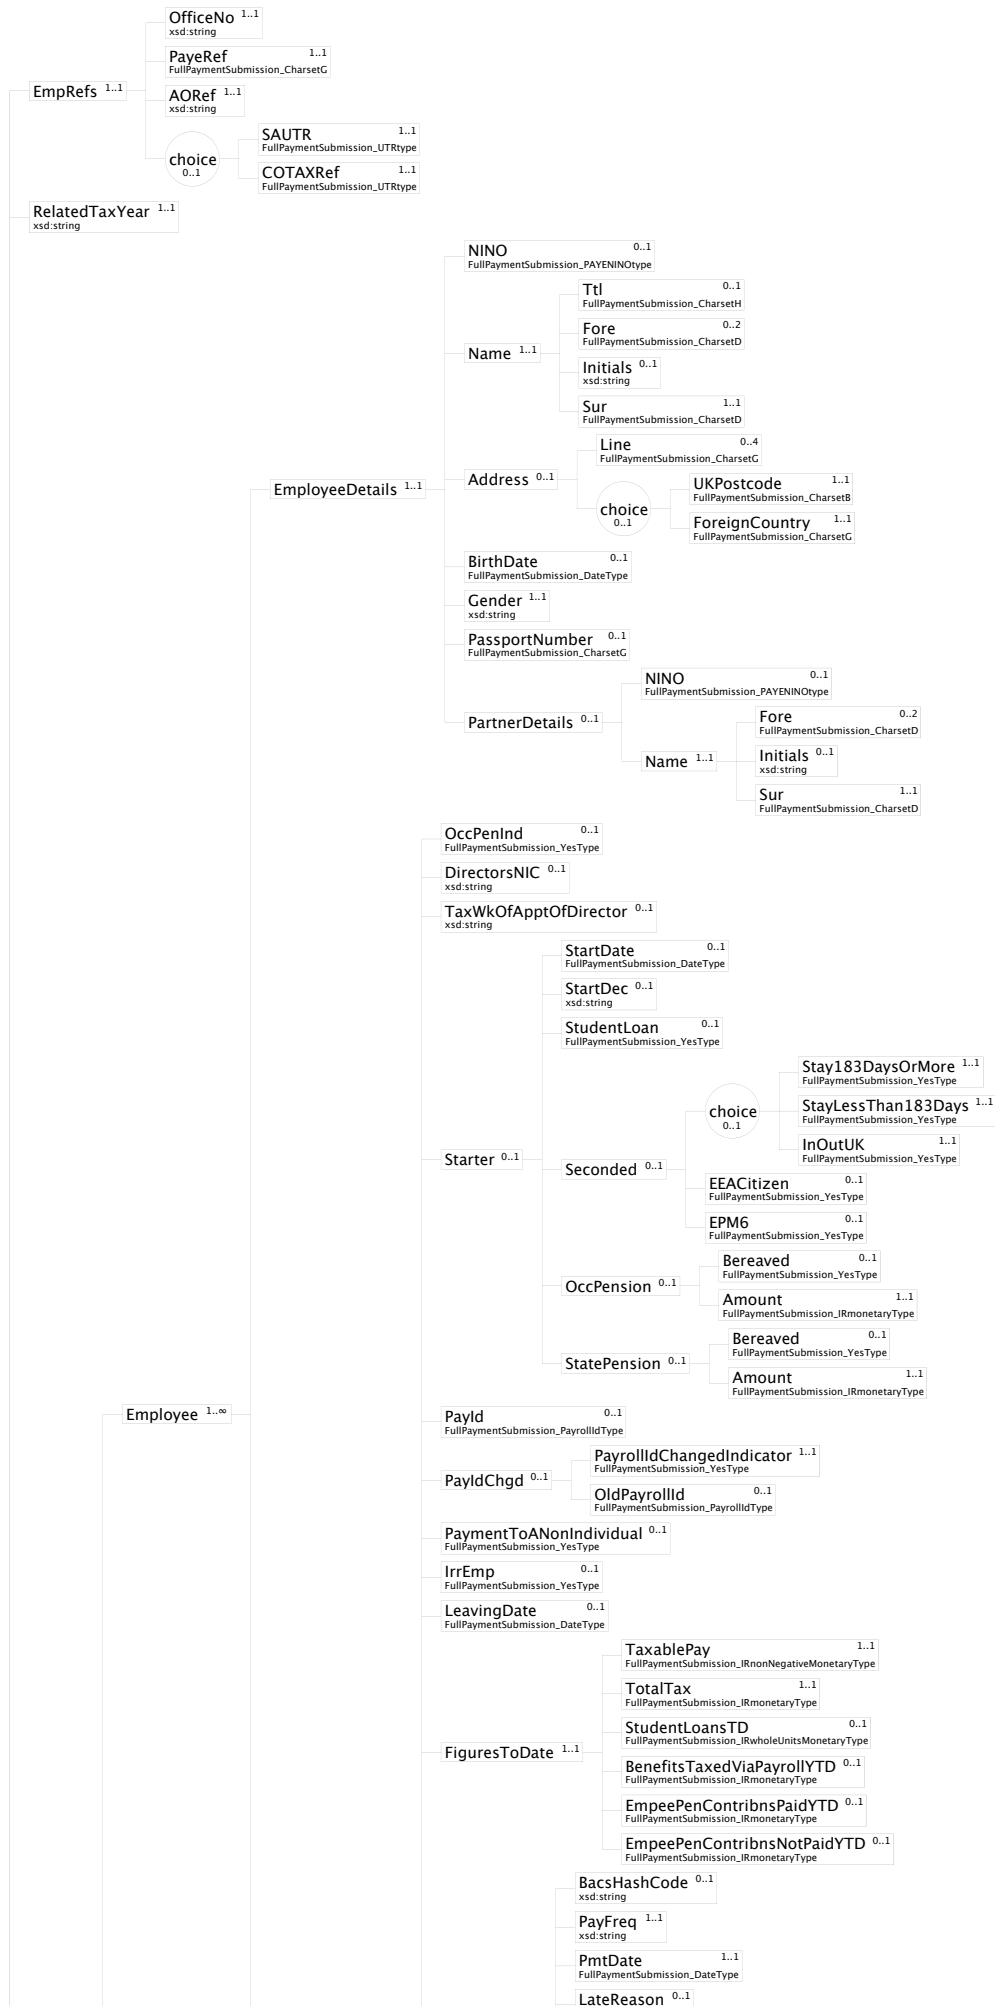 OfficeNo 1..1
xsd:string
PayeRef 1..1
FullPaymentSubmission_CharsetG
EmpRefs 1..1
AORef 1..1
xsd:string
choice
0..1
SAUTR 1..1
FullPaymentSubmission_UTRtype
COTAXRef 1..1
FullPaymentSubmission_UTRtype
RelatedTaxYear 1..1
xsd:string
NINO 0..1
FullPaymentSubmission_PAYENINOtype
Ttl 0..1
FullPaymentSubmission_CharsetH
Fore 0..2
FullPaymentSubmission_CharsetD
Name 1..1
Initials 0..1
xsd:string
Sur 1..1
FullPaymentSubmission_CharsetD
Line 0..4
FullPaymentSubmission_CharsetG
Address 0..1
EmployeeDetails 1..1
choice
0..1
UKPostcode 1..1
FullPaymentSubmission_CharsetB
ForeignCountry 1..1
FullPaymentSubmission_CharsetG
BirthDate 0..1
FullPaymentSubmission_DateType
Gender 1..1
xsd:string
PassportNumber 0..1
FullPaymentSubmission_CharsetG
NINO 0..1
FullPaymentSubmission_PAYENINOtype
PartnerDetails 0..1
Fore 0..2
FullPaymentSubmission_CharsetD
Name 1..1
Initials 0..1
xsd:string
Sur 1..1
FullPaymentSubmission_CharsetD
OccPenInd 0..1
FullPaymentSubmission_YesType
DirectorsNIC 0..1
xsd:string
TaxWkOfApptOfDirector 0..1
xsd:string
StartDate 0..1
FullPaymentSubmission_DateType
StartDec 0..1
xsd:string
StudentLoan 0..1
FullPaymentSubmission_YesType
Stay183DaysOrMore 1..1
FullPaymentSubmission_YesType
choice
0..1
StayLessThan183Days 1..1
FullPaymentSubmission_YesType
InOutUK 1..1
FullPaymentSubmission_YesType
Starter 0..1
Seconded 0..1
EEACitizen 0..1
FullPaymentSubmission_YesType
EPM6 0..1
FullPaymentSubmission_YesType
Bereaved 0..1
FullPaymentSubmission_YesType
OccPension 0..1
Amount 1..1
FullPaymentSubmission_IRmonetaryType
Bereaved 0..1
FullPaymentSubmission_YesType
StatePension 0..1
Amount 1..1
FullPaymentSubmission_IRmonetaryType
Employee 1..∞
PayId 0..1
FullPaymentSubmission_PayrollIdType
PayrollIdChangedIndicator 1..1
FullPaymentSubmission_YesType
PayIdChgd 0..1
OldPayrollId 0..1
FullPaymentSubmission_PayrollIdType
PaymentToANonIndividual 0..1
FullPaymentSubmission_YesType
IrrEmp 0..1
FullPaymentSubmission_YesType
LeavingDate 0..1
FullPaymentSubmission_DateType
TaxablePay 1..1
FullPaymentSubmission_IRnonNegativeMonetaryType
TotalTax 1..1
FullPaymentSubmission_IRmonetaryType
StudentLoansTD 0..1
FullPaymentSubmission_IRwholeUnitsMonetaryType
FiguresToDate 1..1
BenefitsTaxedViaPayrollYTD 0..1
FullPaymentSubmission_IRmonetaryType
EmpeePenContribnsPaidYTD 0..1
FullPaymentSubmission_IRmonetaryType
EmpeePenContribnsNotPaidYTD 0..1
FullPaymentSubmission_IRmonetaryType
BacsHashCode 0..1
xsd:string
PayFreq 1..1
xsd:string
PmtDate 1..1
FullPaymentSubmission_DateType
LateReason 0..1